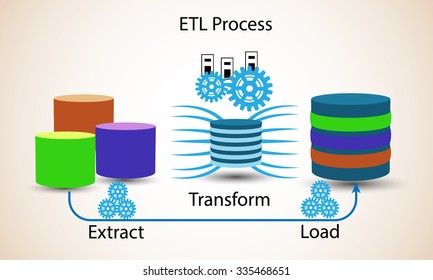 ETL Process
Transform
Extract
Load
shutterstock.com · 335468651